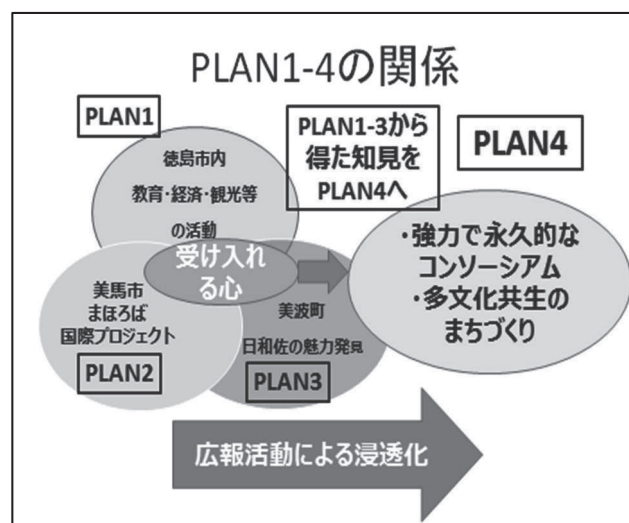 PLAN1-4の関係
PLAN1
徳島市内
教育・経済・観光等
の活動
PLAN1-3から
得た知見を
PLAN4へ
PLAN4
受け入れ
る心
美馬市
まほろば
国際プロジェクト
PLAN2
美波町
日和佐の魅力発見
PLAN3
・強力で永久的な
コンソーシアム
・多文化共生の
まちづくり
広報活動による浸透化